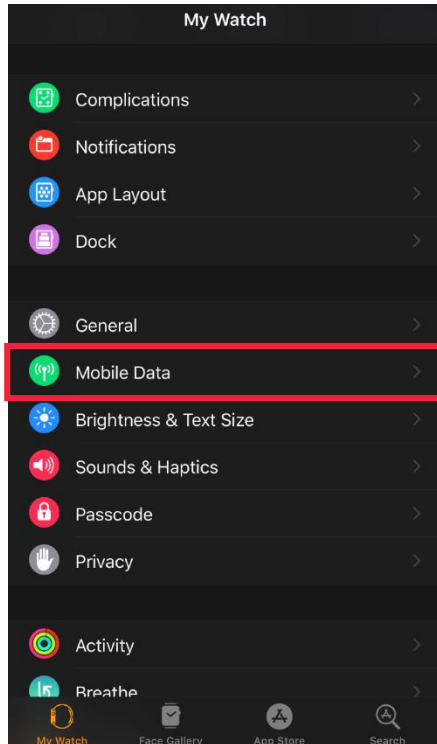 My Watch
Complications
Notifications
App Layout
Dock
General
Mobile Data
Brightness & Text Size
Sounds & Haptics
Passcode
Privacy
Activity
Breathe
My Watch
Face Gallery
App Store
Search